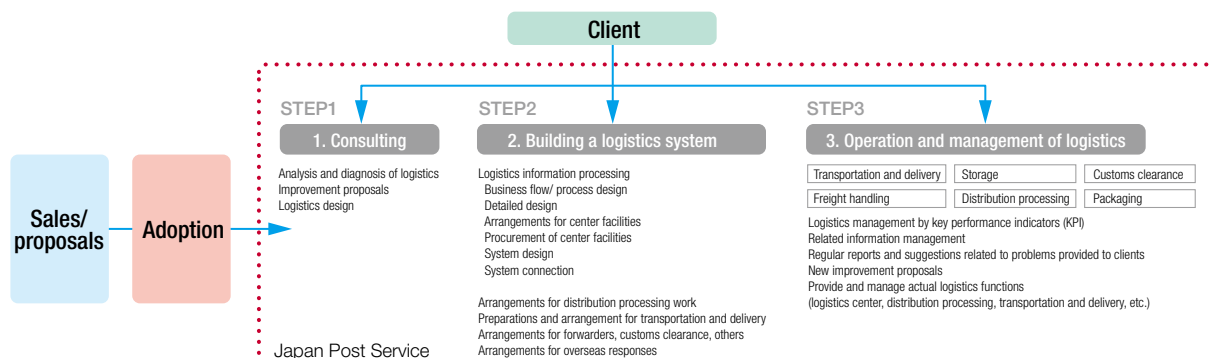 Client
Sales/
proposals
Adoption
STEP1
1. Consulting
Analysis and diagnosis of logistics
Improvement proposals
Logistics design
STEP2
2. Building a logistics system
Logistics information processing
Business flow/ process design
Detailed design
Arrangements for center facilities
Procurement of center facilities
System design
System connection
Arrangements for distribution processing work
Preparations and arrangement for transportation and delivery
Arrangements for forwarders, customs clearance, others
Arrangements for overseas responses
STEP3
3. Operation and management of logistics
Transportation and delivery
Storage
Customs clearance
Freight handling
Distribution processing
Packaging
Logistics management by key performance indicators (KPI)
Related information management
Regular reports and suggestions related to problems provided to clients
New improvement proposals
Provide and manage actual logistics functions
(logistics center, distribution processing, transportation and delivery, etc.)
Japan Post Service